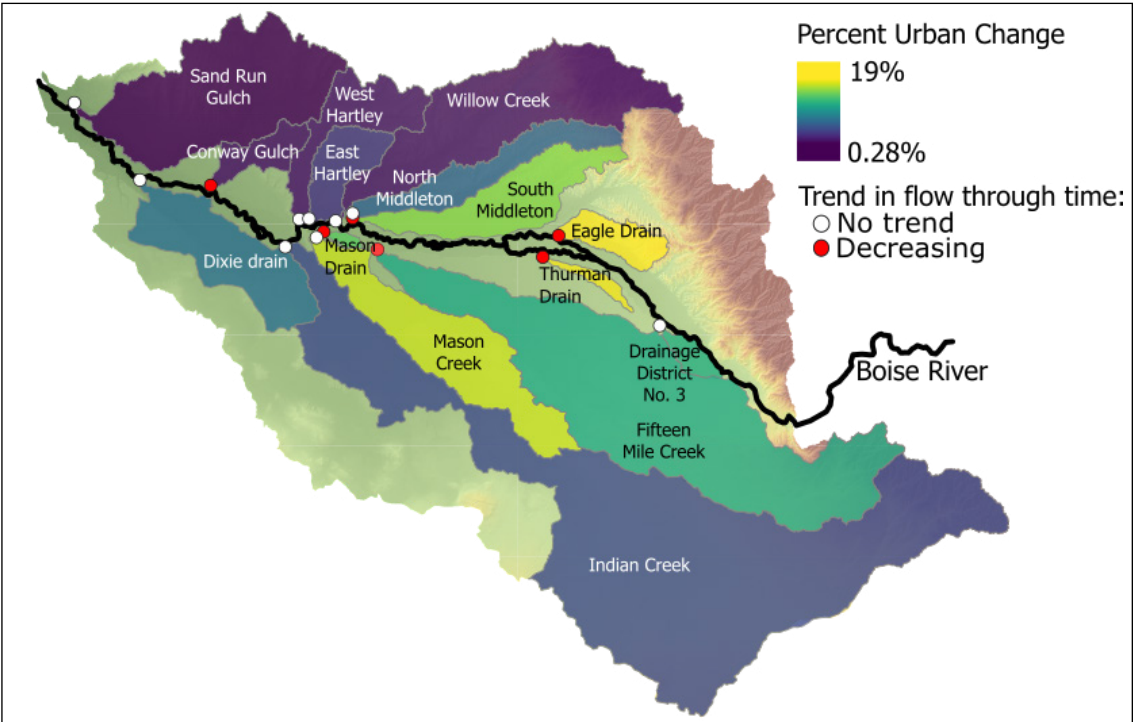 Percent Urban Change
19%
0.28%
Trend in flow through time:
No trend
Decreasing
Sand Run
Gulch
West
Hartley
Willow Creek
Conway Gulch
East
Hartley
North
Middleton
South
Middleton
Eagle Drain
Dixie drain
Mason
Drain
Thurman
Drain
Mason
Creek
Drainage
District
No. 3
Boise River
Fifteen
Mile Creek
Indian Creek